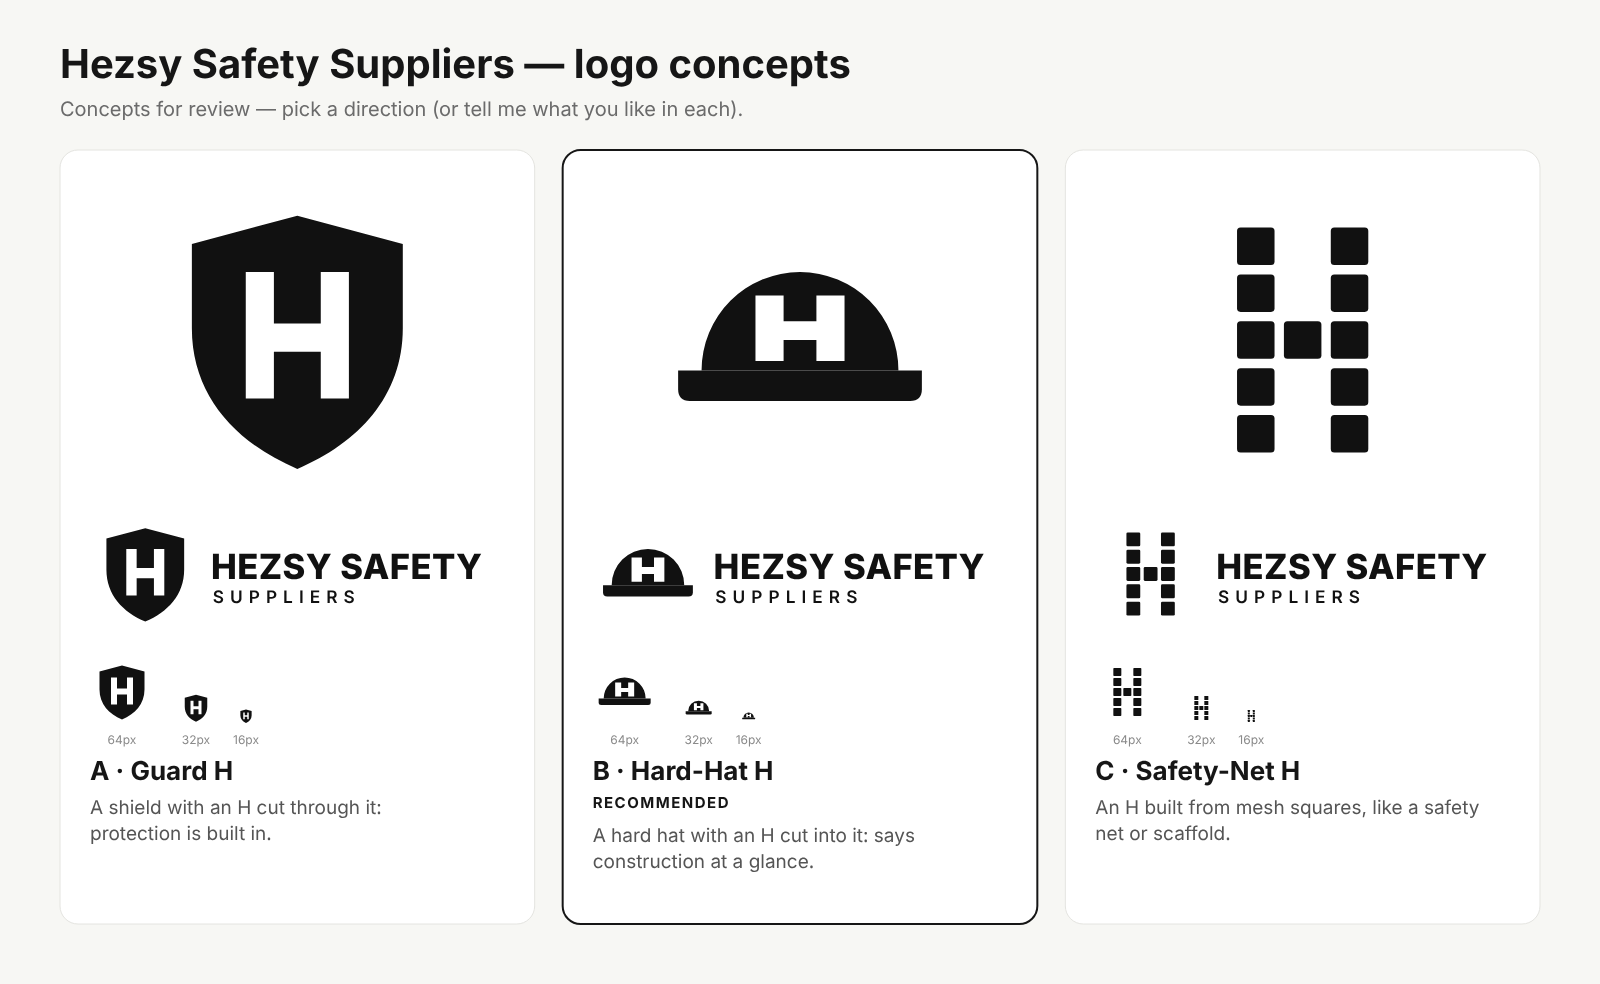 Hezsy Safety Suppliers — logo concepts
Concepts for review — pick a direction (or tell me what you like in each).
H
H
HEZSY SAFETY
SUPPLIERS
H
H
H
64px
32px
16px
A · Guard H
A shield with an H cut through it:
protection is built in.
H
H
HEZSY SAFETY
SUPPLIERS
H
H
H
64px
32px
16px
B · Hard-Hat H
RECOMMENDED
A hard hat with an H cut into it: says
construction at a glance.
H
H
HEZSY SAFETY
SUPPLIERS
H
H
H
64px
32px
16px
C · Safety-Net H
An H built from mesh squares, like a safety
net or scaffold.